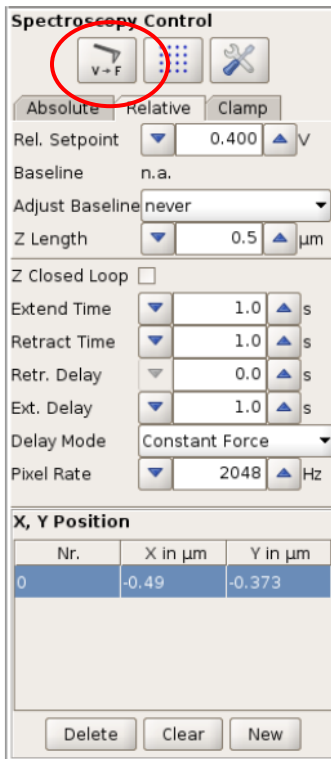 Spectroscopy Control
V→F
Absolute Relative Clamp
Rel. Setpoint 0.400 V
Baseline n.a.
Adjust Baseline never
Z Length 0.5 µm
Z Closed Loop
Extend Time 1.0 s
Retract Time 1.0 s
Retr. Delay 0.0 s
Ext. Delay 1.0 s
Delay Mode Constant Force
Pixel Rate 2048 Hz
X, Y Position
Nr. X in µm Y in µm
0 -0.49 -0.373
Delete Clear New